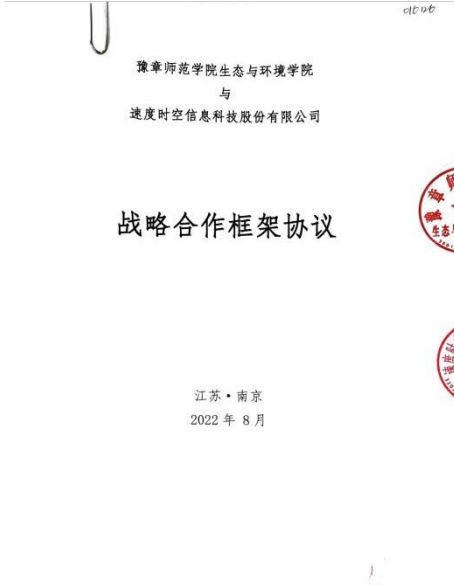 豫章师范学院生态与环境学院
与
速度时空信息科技股份有限公司
战略合作框架协议
江苏·南京
2022 年 8 月